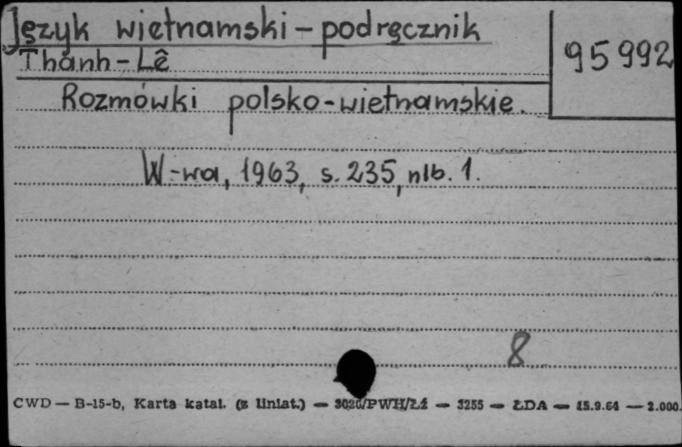 Język wietnamski - podręcznik
95992
Thanh - Lê
Rozmówki polsko-wietnamskie.
W-wa, 1963, s. 235, nlb. 1.
8
CWD — B-15-b, Karta katal. (z liniat.) — 3020/PWH/Łź — 3255 — ŁDA — 15.9.64 — 2.000.